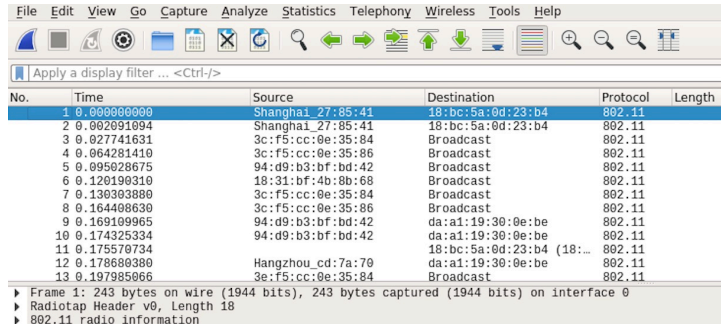 File Edit View Go Capture Analyze Statistics Telephony Wireless Tools Help
Apply a display filter ... <Ctrl-/>
No. Time Source Destination Protocol Length
1 0.000000000 Shanghai_27:85:41 18:bc:5a:0d:23:b4 802.11
2 0.002091094 Shanghai_27:85:41 18:bc:5a:0d:23:b4 802.11
3 0.027741631 3c:f5:cc:0e:35:84 Broadcast 802.11
4 0.064281410 3c:f5:cc:0e:35:86 Broadcast 802.11
5 0.095028675 94:d9:b3:bf:bd:42 Broadcast 802.11
6 0.120190310 18:31:bf:4b:8b:68 Broadcast 802.11
7 0.130303880 3c:f5:cc:0e:35:84 Broadcast 802.11
8 0.164408630 3c:f5:cc:0e:35:86 Broadcast 802.11
9 0.169109965 94:d9:b3:bf:bd:42 da:a1:19:30:0e:be 802.11
10 0.174325334 94:d9:b3:bf:bd:42 da:a1:19:30:0e:be 802.11
11 0.175570734 18:bc:5a:0d:23:b4 (18:… 802.11
12 0.178680380 Hangzhou_cd:7a:70 da:a1:19:30:0e:be 802.11
13 0.197985066 3e:f5:cc:0e:35:84 Broadcast 802.11
Frame 1: 243 bytes on wire (1944 bits), 243 bytes captured (1944 bits) on interface 0
Radiotap Header v0, Length 18
802.11 radio information